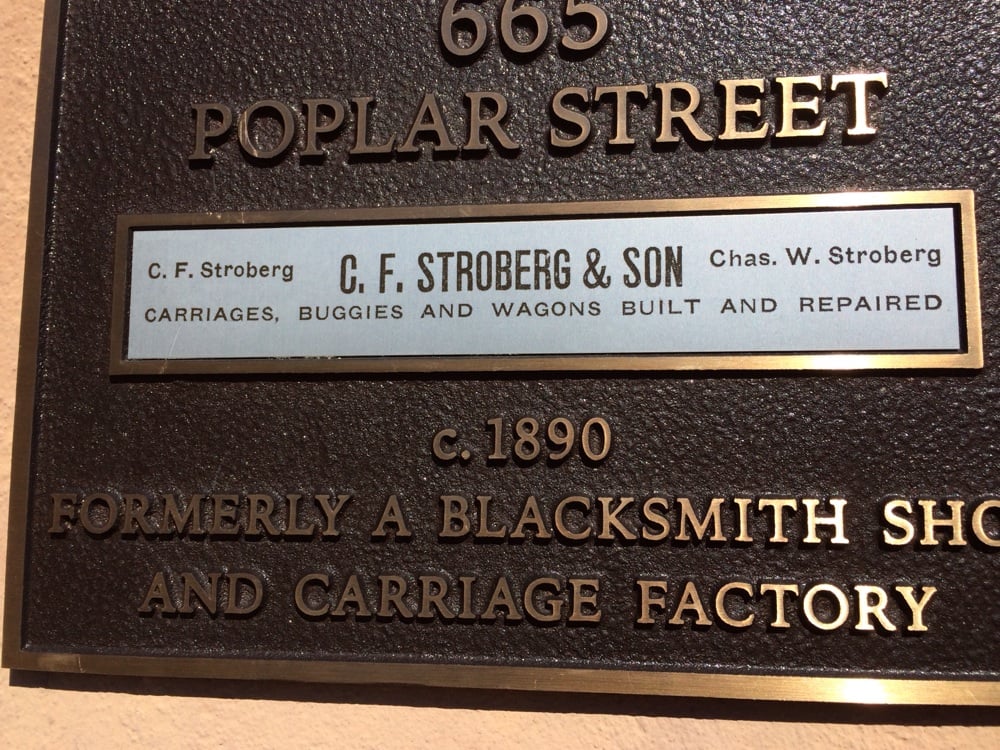 665
POPLAR STREET
C. F. Stroberg C. F. STROBERG & SON Chas. W. Stroberg
CARRIAGES, BUGGIES AND WAGONS BUILT AND REPAIRED
c. 1890
FORMERLY A BLACKSMITH SHO
AND CARRIAGE FACTORY